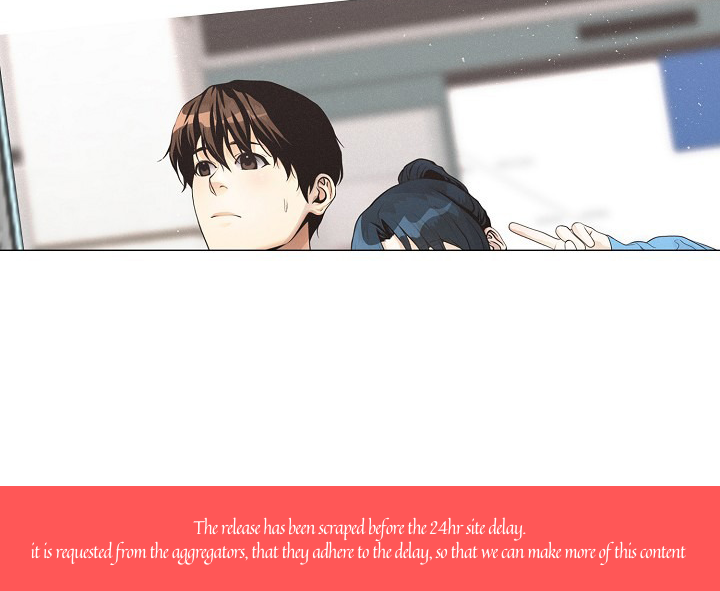 The release has been scraped before the 24hr site delay.
it is requested from the aggregators, that they adhere to the delay, so that we can make more of this content